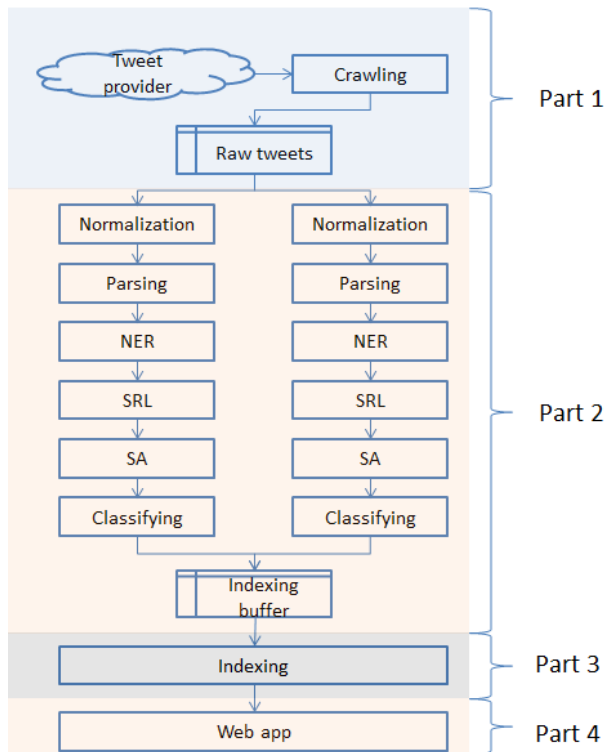 Tweet
provider
Crawling
Part 1
Raw tweets
Normalization
Normalization
Parsing
Parsing
NER
NER
SRL
SRL
Part 2
SA
SA
Classifying
Classifying
Indexing
buffer
Indexing
Part 3
Web app
Part 4